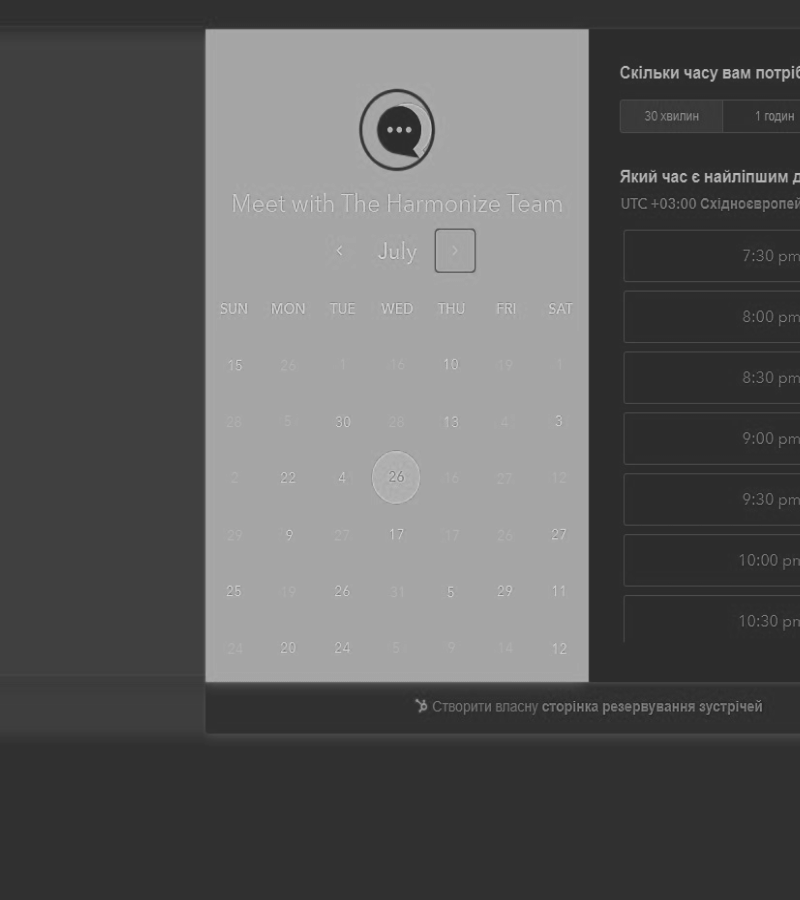 Meet with The Harmonize Team
July
SUN MON TUE WED THU FRI SAT
15 26 1 16 10 19 1
28 5 30 28 13 4 3
2 22 4 26 16 27 12
29 9 27 17 17 26 27
25 19 26 31 5 29 11
24 20 24 5 9 14 12
Скільки часу вам
30 хвилин 1 годин
Який час є найліпшим
UTC +03:00
7:30 pm
8:00 pm
8:30 pm
9:00 pm
9:30 pm
10:00 pm
10:30
Створити власну сторінка резервування зустрічей